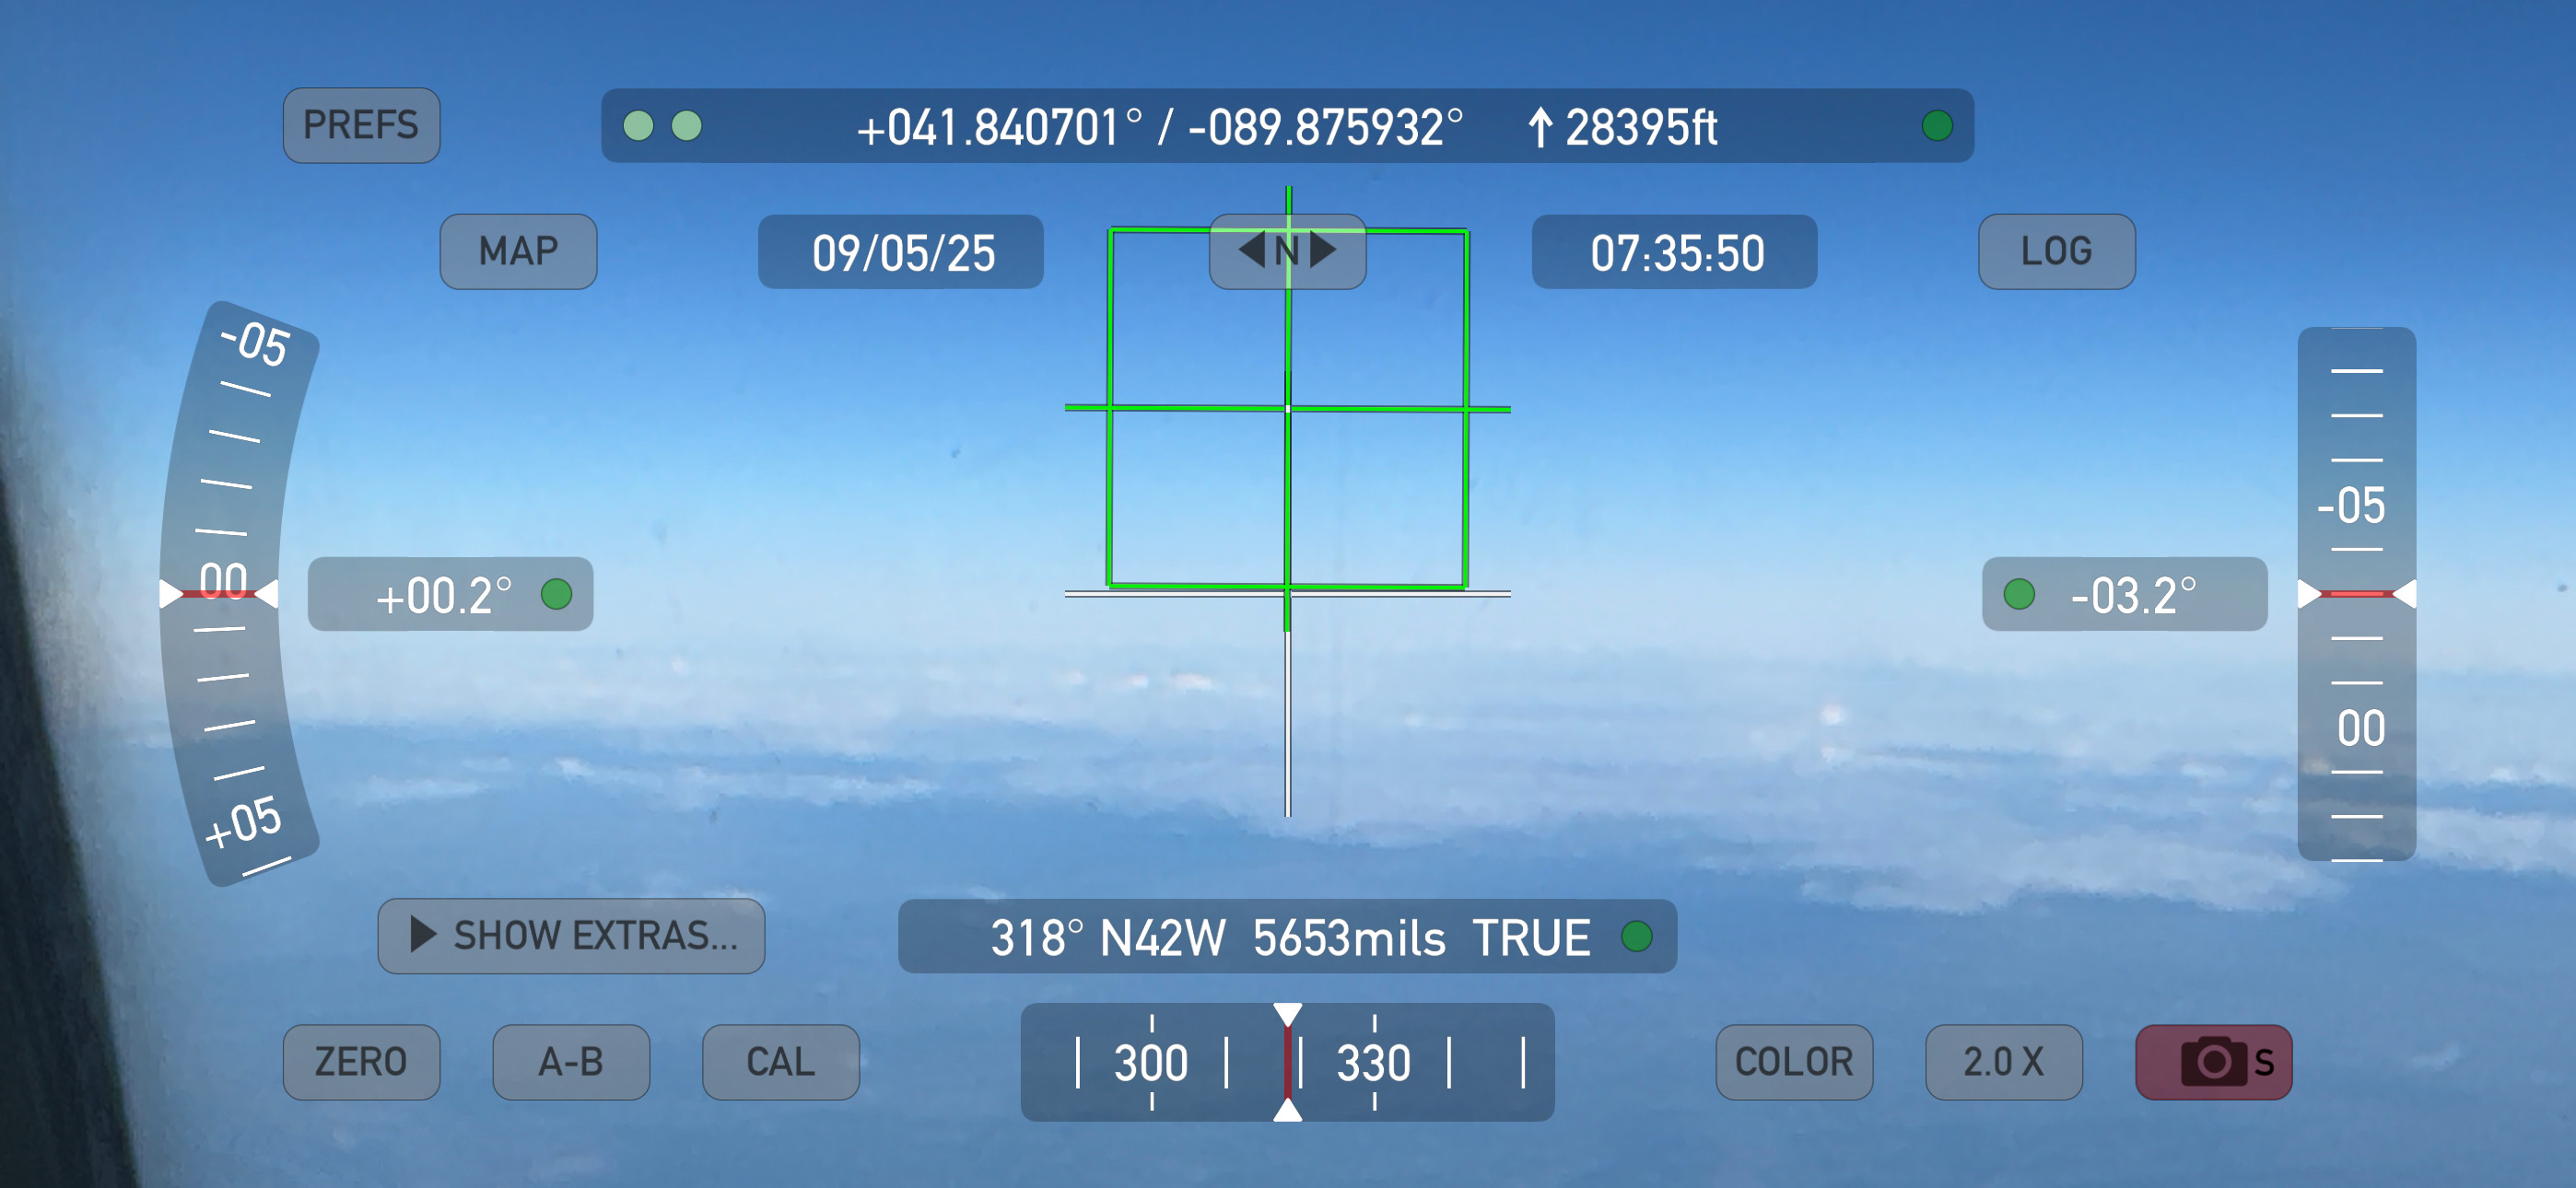 PREFS
+041.840701° / -089.875932° ↑ 28395ft
MAP
09/05/25
N
07:35:50
LOG
-05
00
+05
+00.2°
-03.2°
-05
00
▶ SHOW EXTRAS...
318° N42W 5653mils TRUE
ZERO
A-B
CAL
300
330
COLOR
2.0 X
S